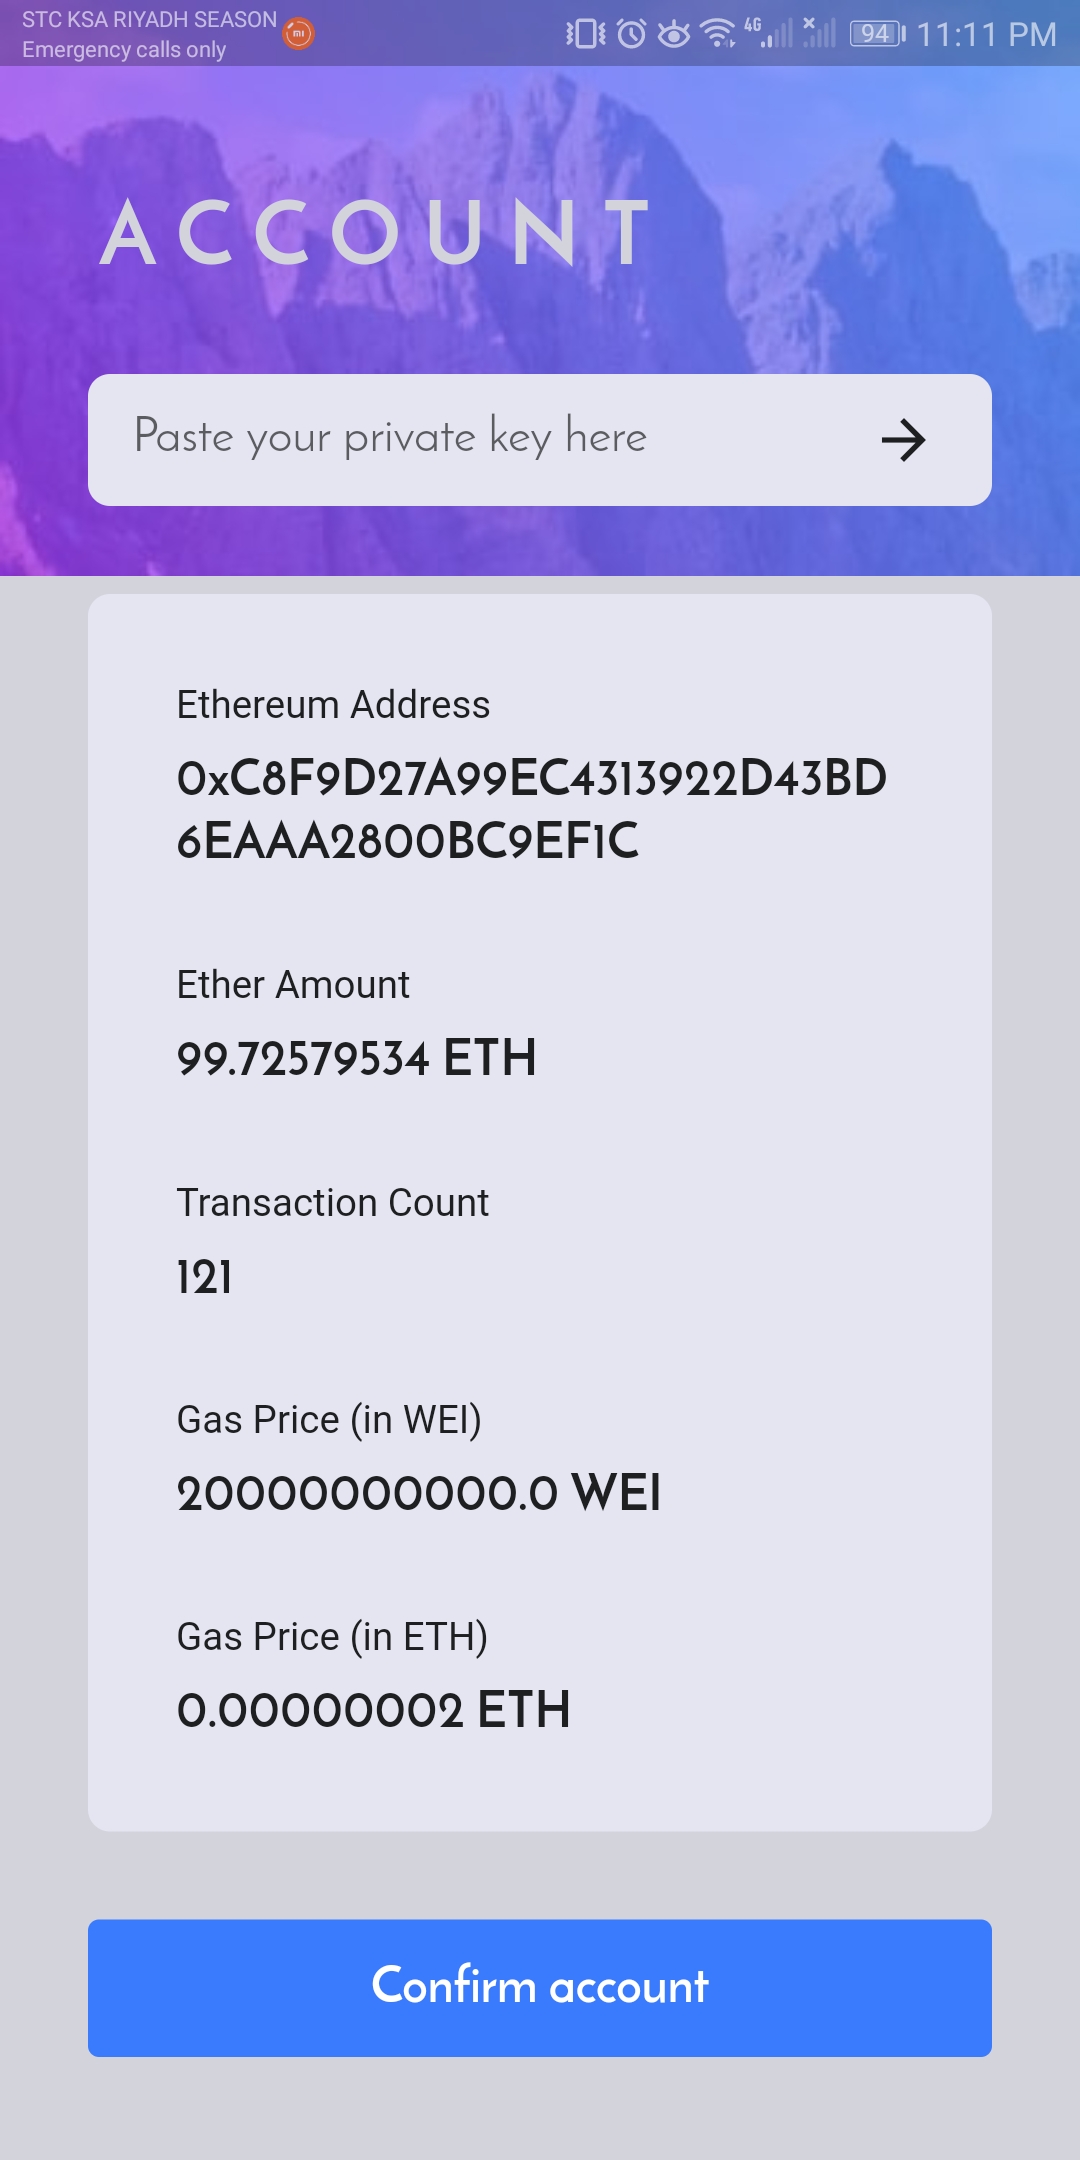 STC KSA RIYADH SEASON
Emergency calls only
4G
94
11:11 PM
ACCOUNT
Paste your private key here
Ethereum Address
0xC8F9D27A99EC4313922D43BD
6EAAA2800BC9EF1C
Ether Amount
99.72579534 ETH
Transaction Count
121
Gas Price (in WEI)
20000000000.0 WEI
Gas Price (in ETH)
0.00000002 ETH
Confirm account